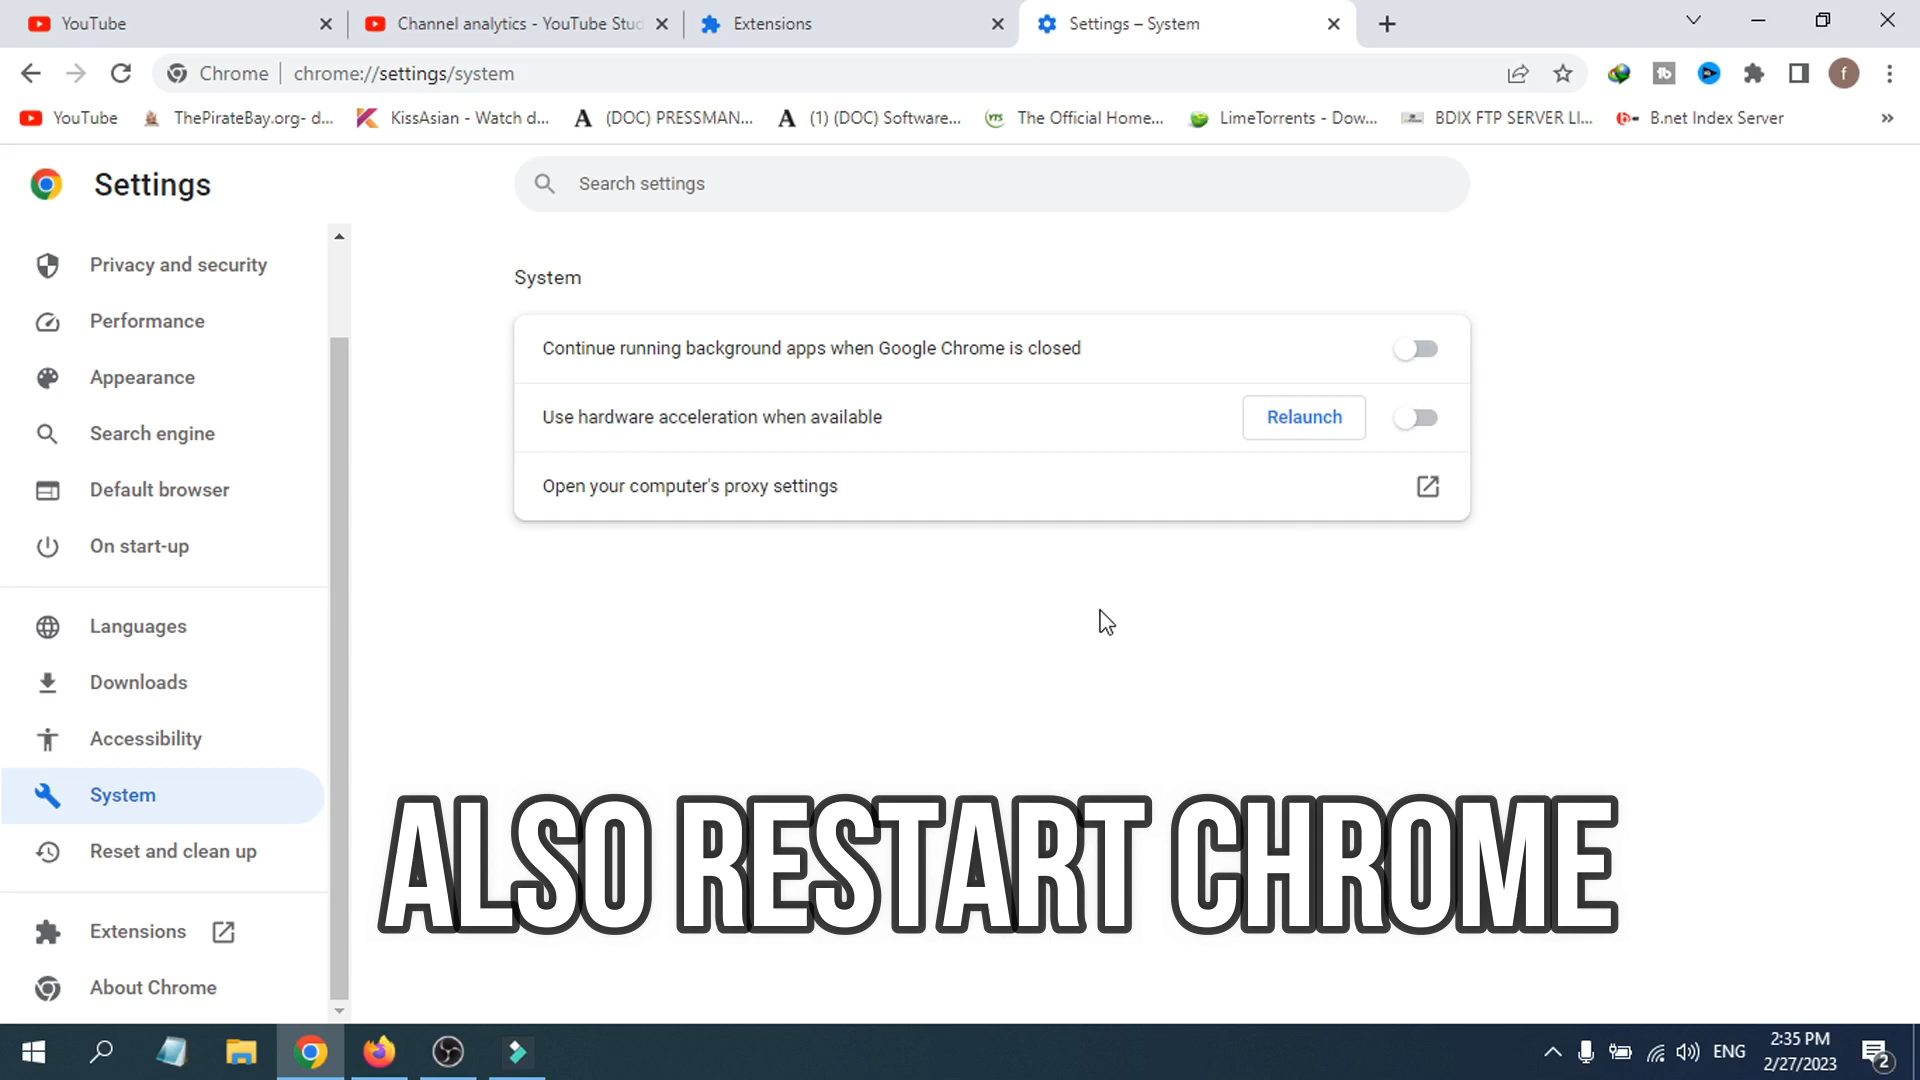 YouTube
Channel analytics - YouTube Stud
Extensions
Settings – System
Chrome
chrome://settings/system
f
YouTube
ThePirateBay.org- d...
KissAsian - Watch d...
(DOC) PRESSMAN...
(1) (DOC) Software...
The Official Home...
LimeTorrents - Dow...
BDIX FTP SERVER LI...
B.net Index Server
Settings
Search settings
Privacy and security
Performance
Appearance
Search engine
Default browser
On start-up
Languages
Downloads
Accessibility
System
Reset and clean up
Extensions
About Chrome
System
Continue running background apps when Google Chrome is closed
Use hardware acceleration when available
Relaunch
Open your computer's proxy settings
ALSO RESTART CHROME
ENG
2:35 PM
2/27/2023
2